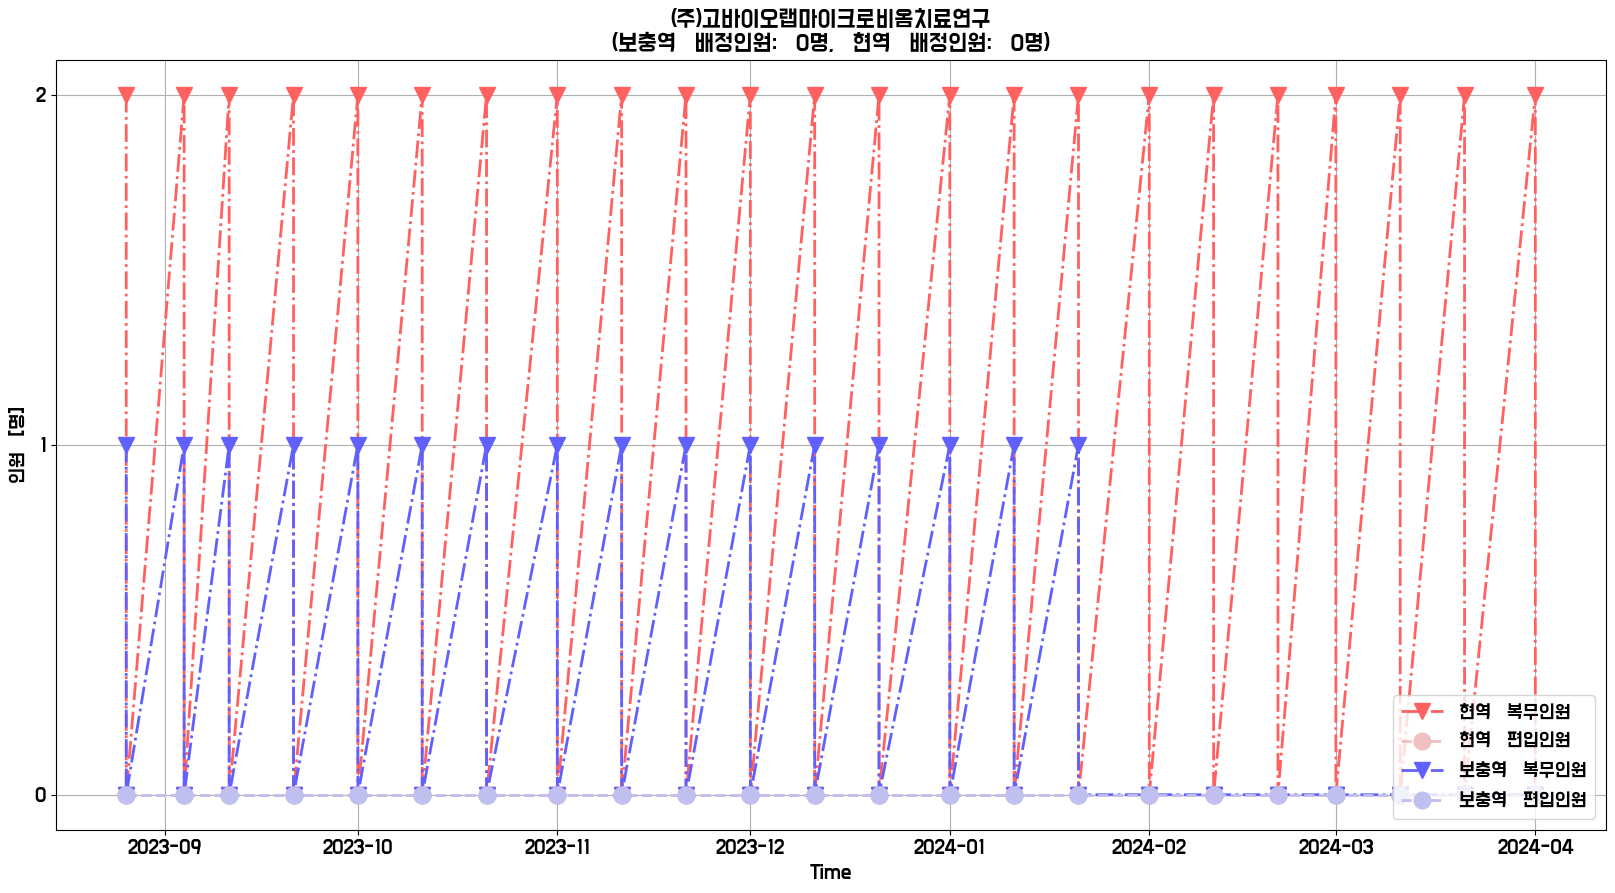 (주)고바이오랩마이크로비옴치료연구
(보충역 배정인원: 0명, 현역 배정인원: 0명)
인원 [명]
2
1
0
현역 복무인원
현역 편입인원
보충역 복무인원
보충역 편입인원
2023-09 2023-10 2023-11 2023-12 2024-01 2024-02 2024-03 2024-04
Time